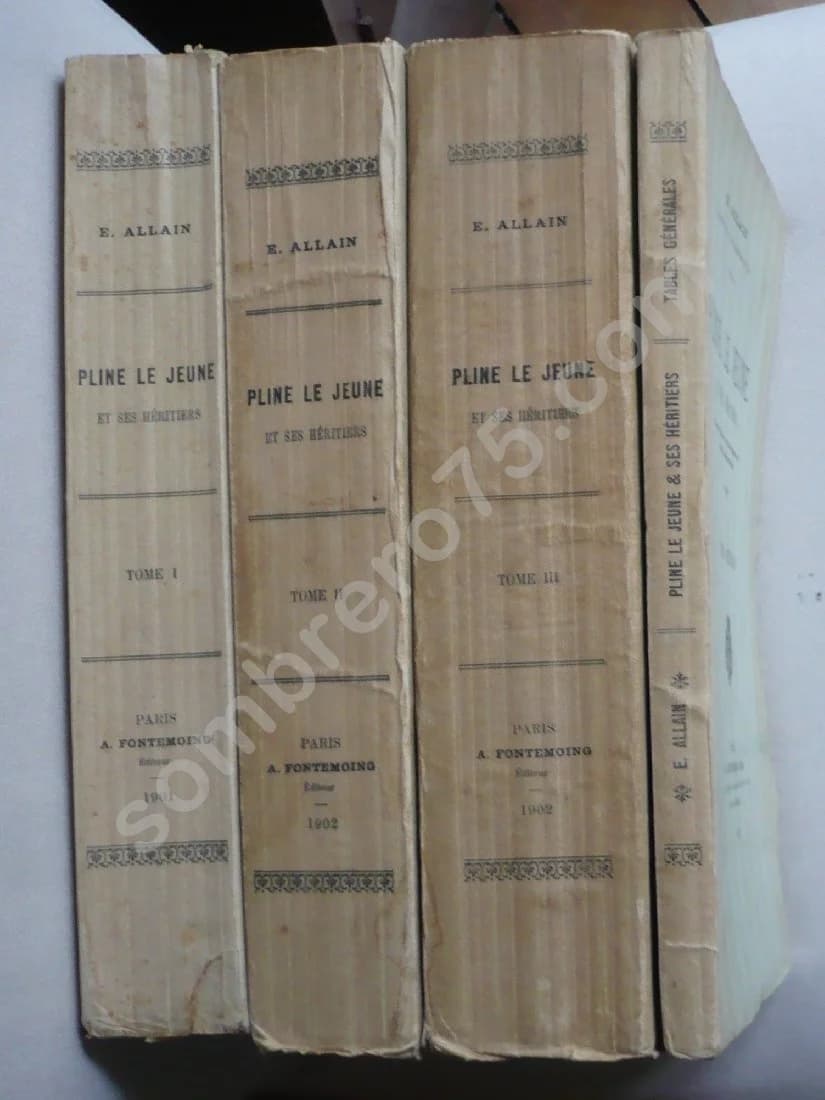 E. ALLAIN
PLINE LE JEUNE
ET SES HÉRITIERS
TOME I
PARIS
A. FONTEMOING
Éditeur
1901
E. ALLAIN
PLINE LE JEUNE
ET SES HÉRITIERS
TOME II
PARIS
A. FONTEMOING
Éditeur
1902
E. ALLAIN
PLINE LE JEUNE
ET SES HÉRITIERS
TOME III
PARIS
A. FONTEMOING
Éditeur
1902
E. ALLAIN
PLINE LE JEUNE & SES HÉRITIERS
TABLES GÉNÉRALES
sombrero75.com